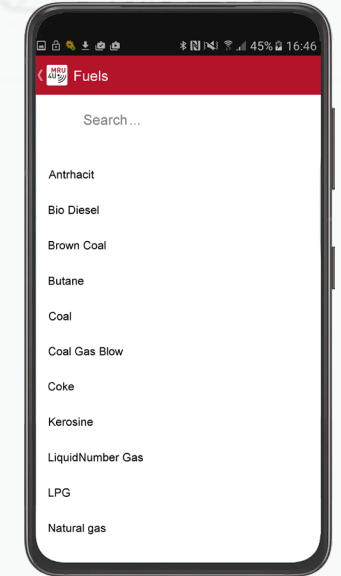 45% 16:46
MRU
4U
Fuels
Search...
Antrhacit
Bio Diesel
Brown Coal
Butane
Coal
Coal Gas Blow
Coke
Kerosine
LiquidNumber Gas
LPG
Natural gas